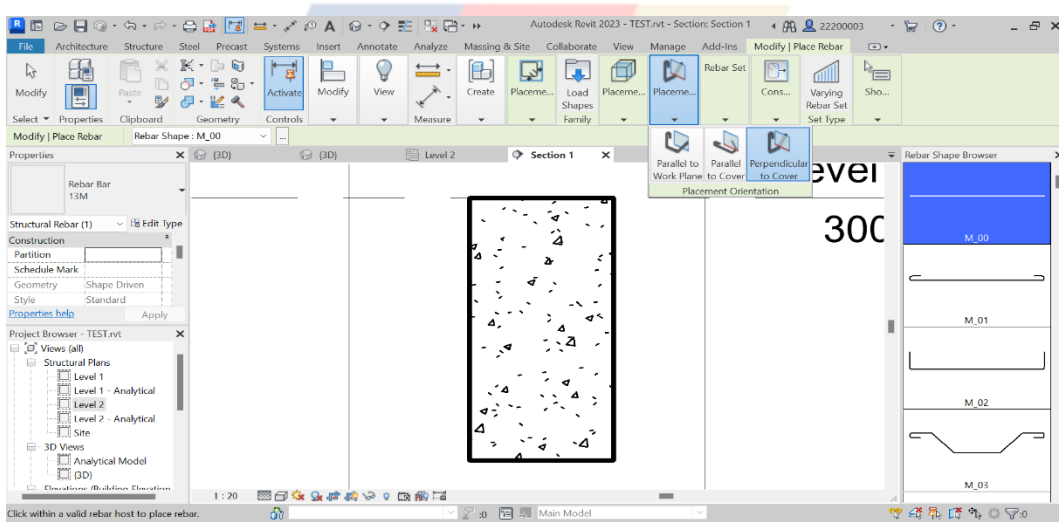 Autodesk Revit 2023 - TEST.rvt - Section: Section 1
22200003
File Architecture Structure Steel Precast Systems Insert Annotate Analyze Massing & Site Collaborate View Manage Add-Ins Modify | Place Rebar
Modify Paste Activate Modify View Create Placeme... Load Shapes Placeme... Placeme... Rebar Set Cons... Varying Rebar Set Sho...
Select Properties Clipboard Geometry Controls Measure Family Set Type
Modify | Place Rebar Rebar Shape : M_00 ...
Parallel to Work Plane Parallel to Cover Perpendicular to Cover
Placement Orientation
Properties {3D} {3D} Level 2 Section 1 Rebar Shape Browser
Rebar Bar
13M
Structural Rebar (1) Edit Type
Construction
Partition
Schedule Mark
Geometry Shape Driven
Style Standard
Properties help Apply
Project Browser - TEST.rvt
Views (all)
Structural Plans
Level 1
Level 1 - Analytical
Level 2
Level 2 - Analytical
Site
3D Views
Analytical Model
{3D}
Elevations (Building Elevation
evel
300
M_00
M_01
M_02
M_03
1 : 20
Click within a valid rebar host to place rebar. :0 Main Model :0